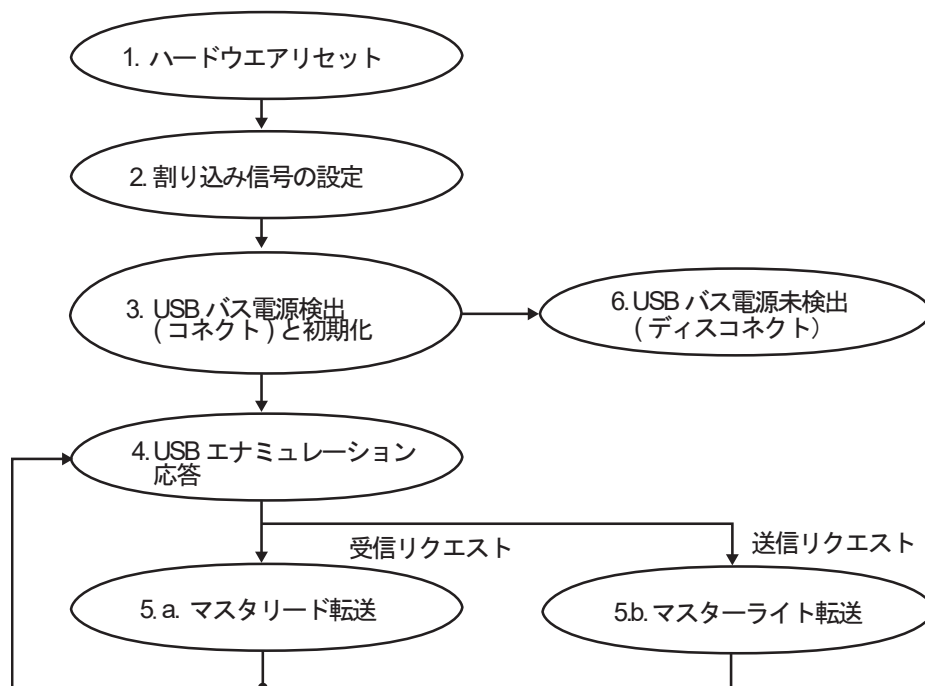 1. ハードウエアリセット
2. 割り込み信号の設定
3. USB バス電源検出
( コネクト ) と初期化
6. USB バス電源未検出
( ディスコネクト）
4. USB エナミュレーション
応答
受信リクエスト
送信リクエスト
5. a. マスタリード転送
5.b. マスターライト転送